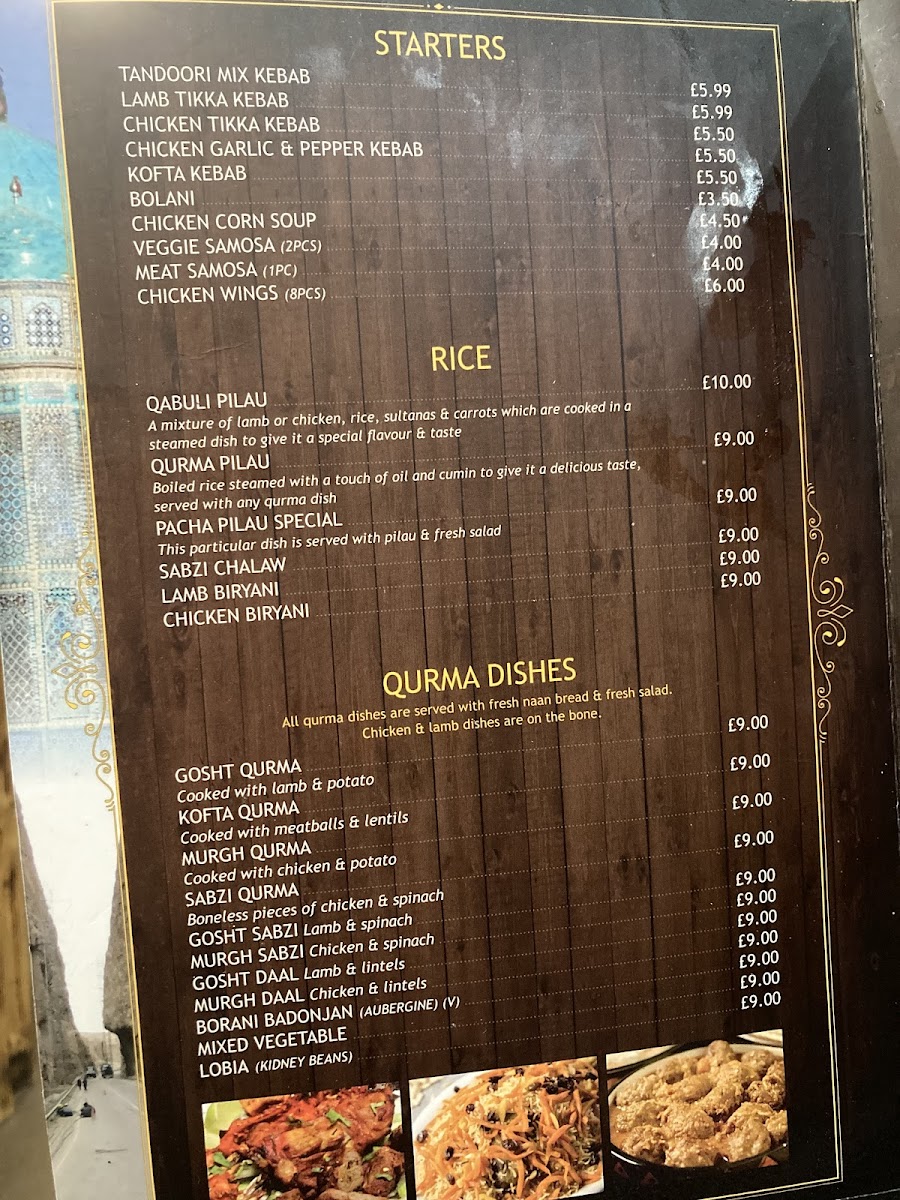 STARTERS
TANDOORI MIX KEBAB £5.99
LAMB TIKKA KEBAB £5.99
CHICKEN TIKKA KEBAB £5.50
CHICKEN GARLIC & PEPPER KEBAB £5.50
KOFTA KEBAB £5.50
BOLANI £3.50
CHICKEN CORN SOUP £4.50
VEGGIE SAMOSA (2PCS) £4.00
MEAT SAMOSA (1PC) £4.00
CHICKEN WINGS (8PCS) £6.00
RICE
QABULI PILAU £10.00
A mixture of lamb or chicken, rice, sultanas & carrots which are cooked in a
steamed dish to give it a special flavour & taste
QURMA PILAU £9.00
Boiled rice steamed with a touch of oil and cumin to give it a delicious taste,
served with any qurma dish
PACHA PILAU SPECIAL £9.00
This particular dish is served with pilau & fresh salad
SABZI CHALAW £9.00
LAMB BIRYANI £9.00
CHICKEN BIRYANI £9.00
QURMA DISHES
All qurma dishes are served with fresh naan bread & fresh salad.
Chicken & lamb dishes are on the bone.
GOSHT QURMA £9.00
Cooked with lamb & potato
KOFTA QURMA £9.00
Cooked with meatballs & lentils
MURGH QURMA £9.00
Cooked with chicken & potato
SABZI QURMA £9.00
Boneless pieces of chicken & spinach
GOSHT SABZI Lamb & spinach £9.00
MURGH SABZI Chicken & spinach £9.00
GOSHT DAAL Lamb & lintels £9.00
MURGH DAAL Chicken & lintels £9.00
BORANI BADONJAN (AUBERGINE) (V) £9.00
MIXED VEGETABLE £9.00
LOBIA (KIDNEY BEANS) £9.00